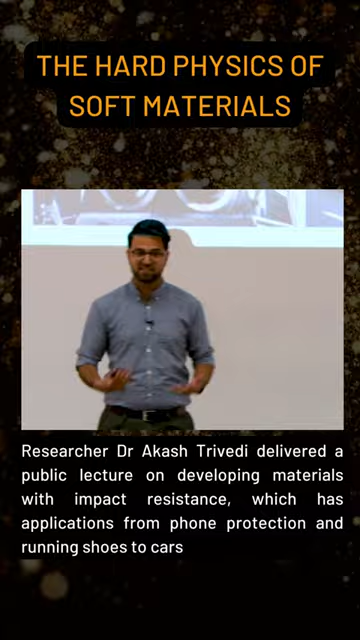 THE HARD PHYSICS OF
SOFT MATERIALS
Researcher Dr Akash Trivedi delivered a
public lecture on developing materials
with impact resistance, which has
applications from phone protection and
running shoes to cars